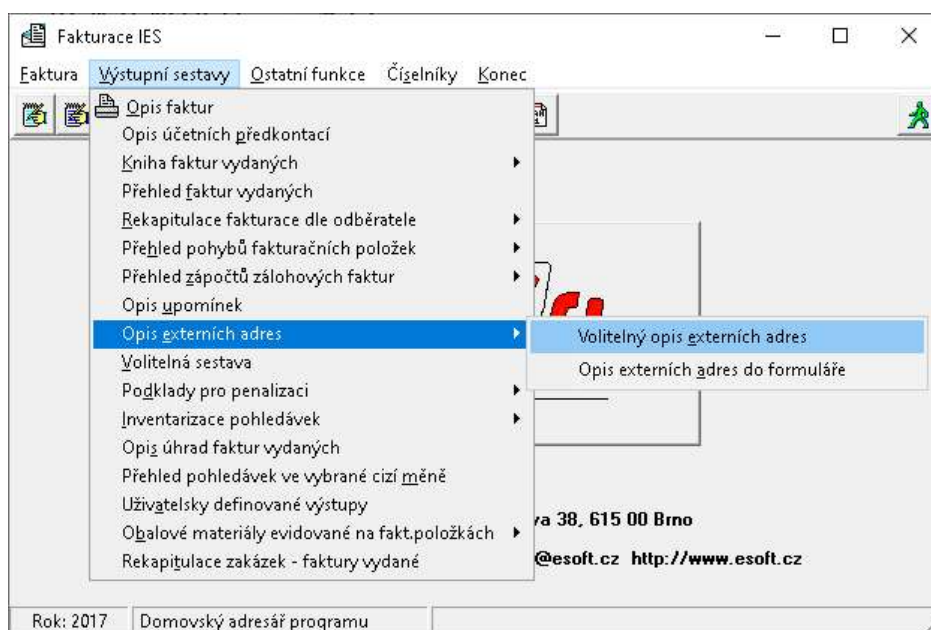 Fakturace IES
Faktura Výstupní sestavy Ostatní funkce Číselníky Konec
Opis faktur
Opis účetních předkontací
Kniha faktur vydaných
Přehled faktur vydaných
Rekapitulace fakturace dle odběratele
Přehled pohybů fakturačních položek
Přehled zápočtů zálohových faktur
Opis upomínek
Opis externích adres
Volitelný opis externích adres
Opis externích adres do formuláře
Volitelná sestava
Podklady pro penalizaci
Inventarizace pohledávek
Opis úhrad faktur vydaných
Přehled pohledávek ve vybrané cizí měně
Uživatelsky definované výstupy
Obalové materiály evidované na fakt.položkách
Rekapitulace zakázek - faktury vydané
va 38, 615 00 Brno
@esoft.cz http://www.esoft.cz
Rok: 2017 Domovský adresář programu